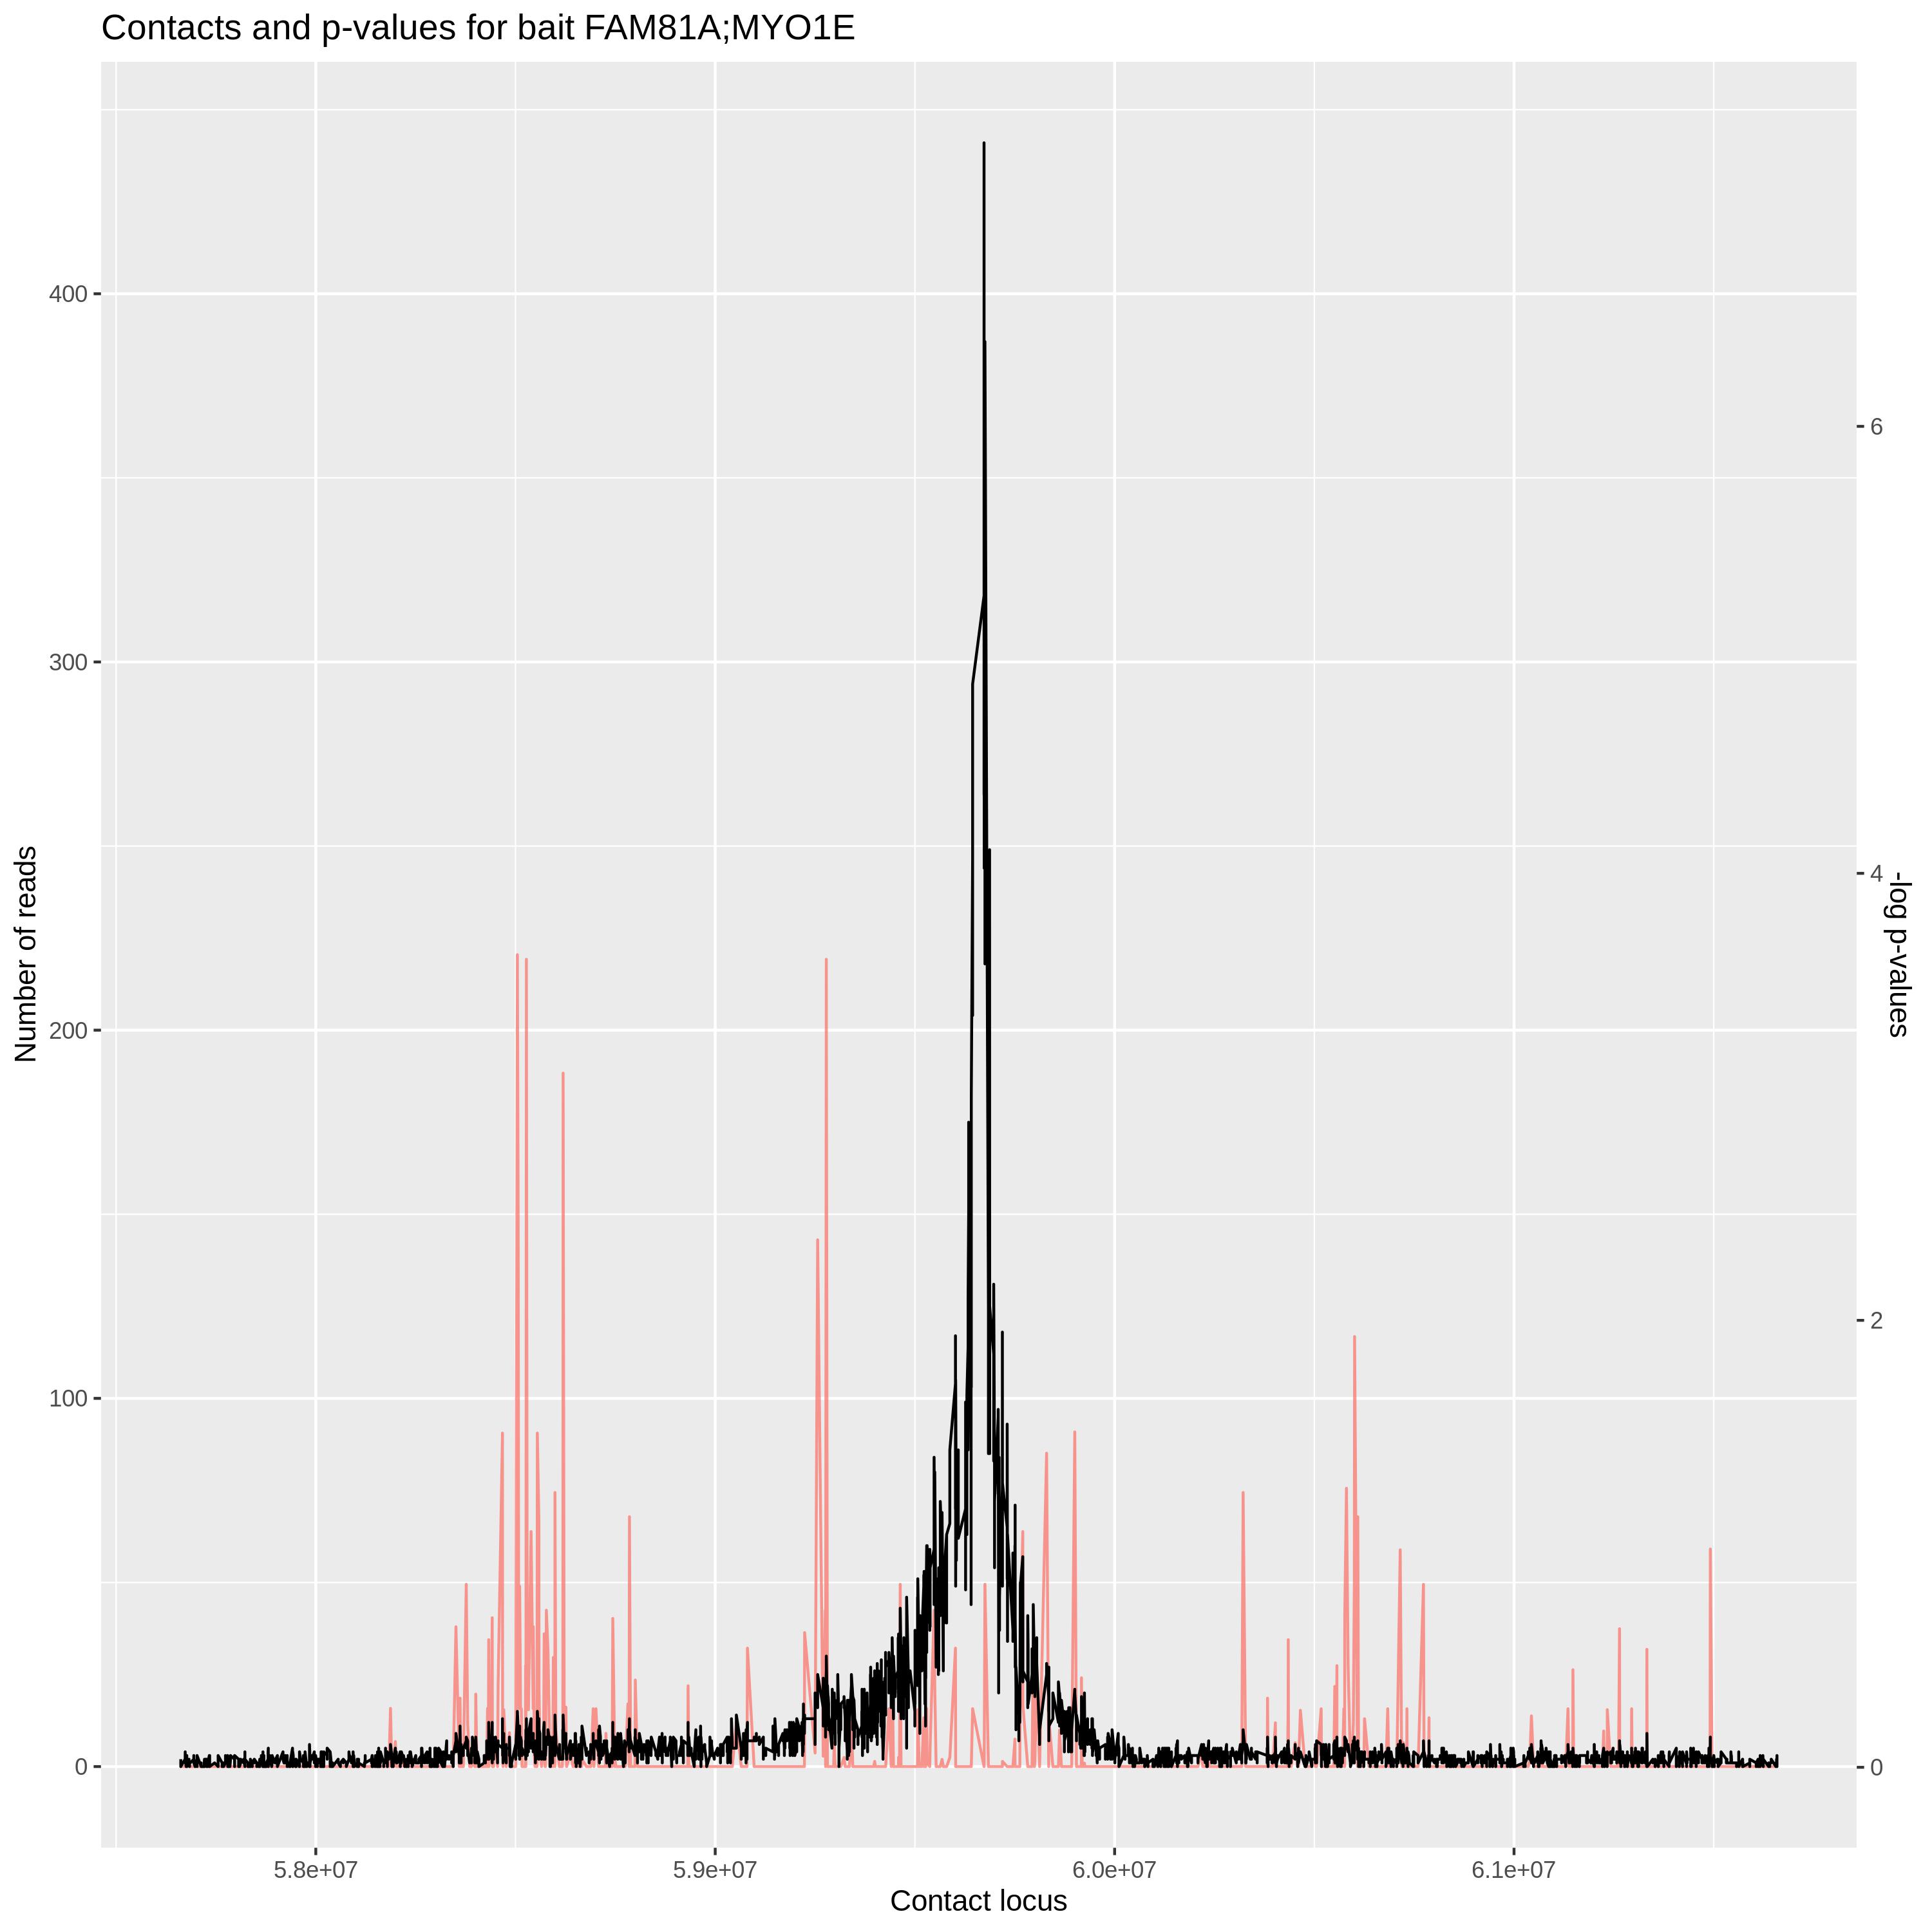 Contacts and p-values for bait FAM81A;MYO1E
Number of reads
400
300
200
100
0
6
4
2
0
-log p-values
5.8e+07
5.9e+07
6.0e+07
6.1e+07
Contact locus